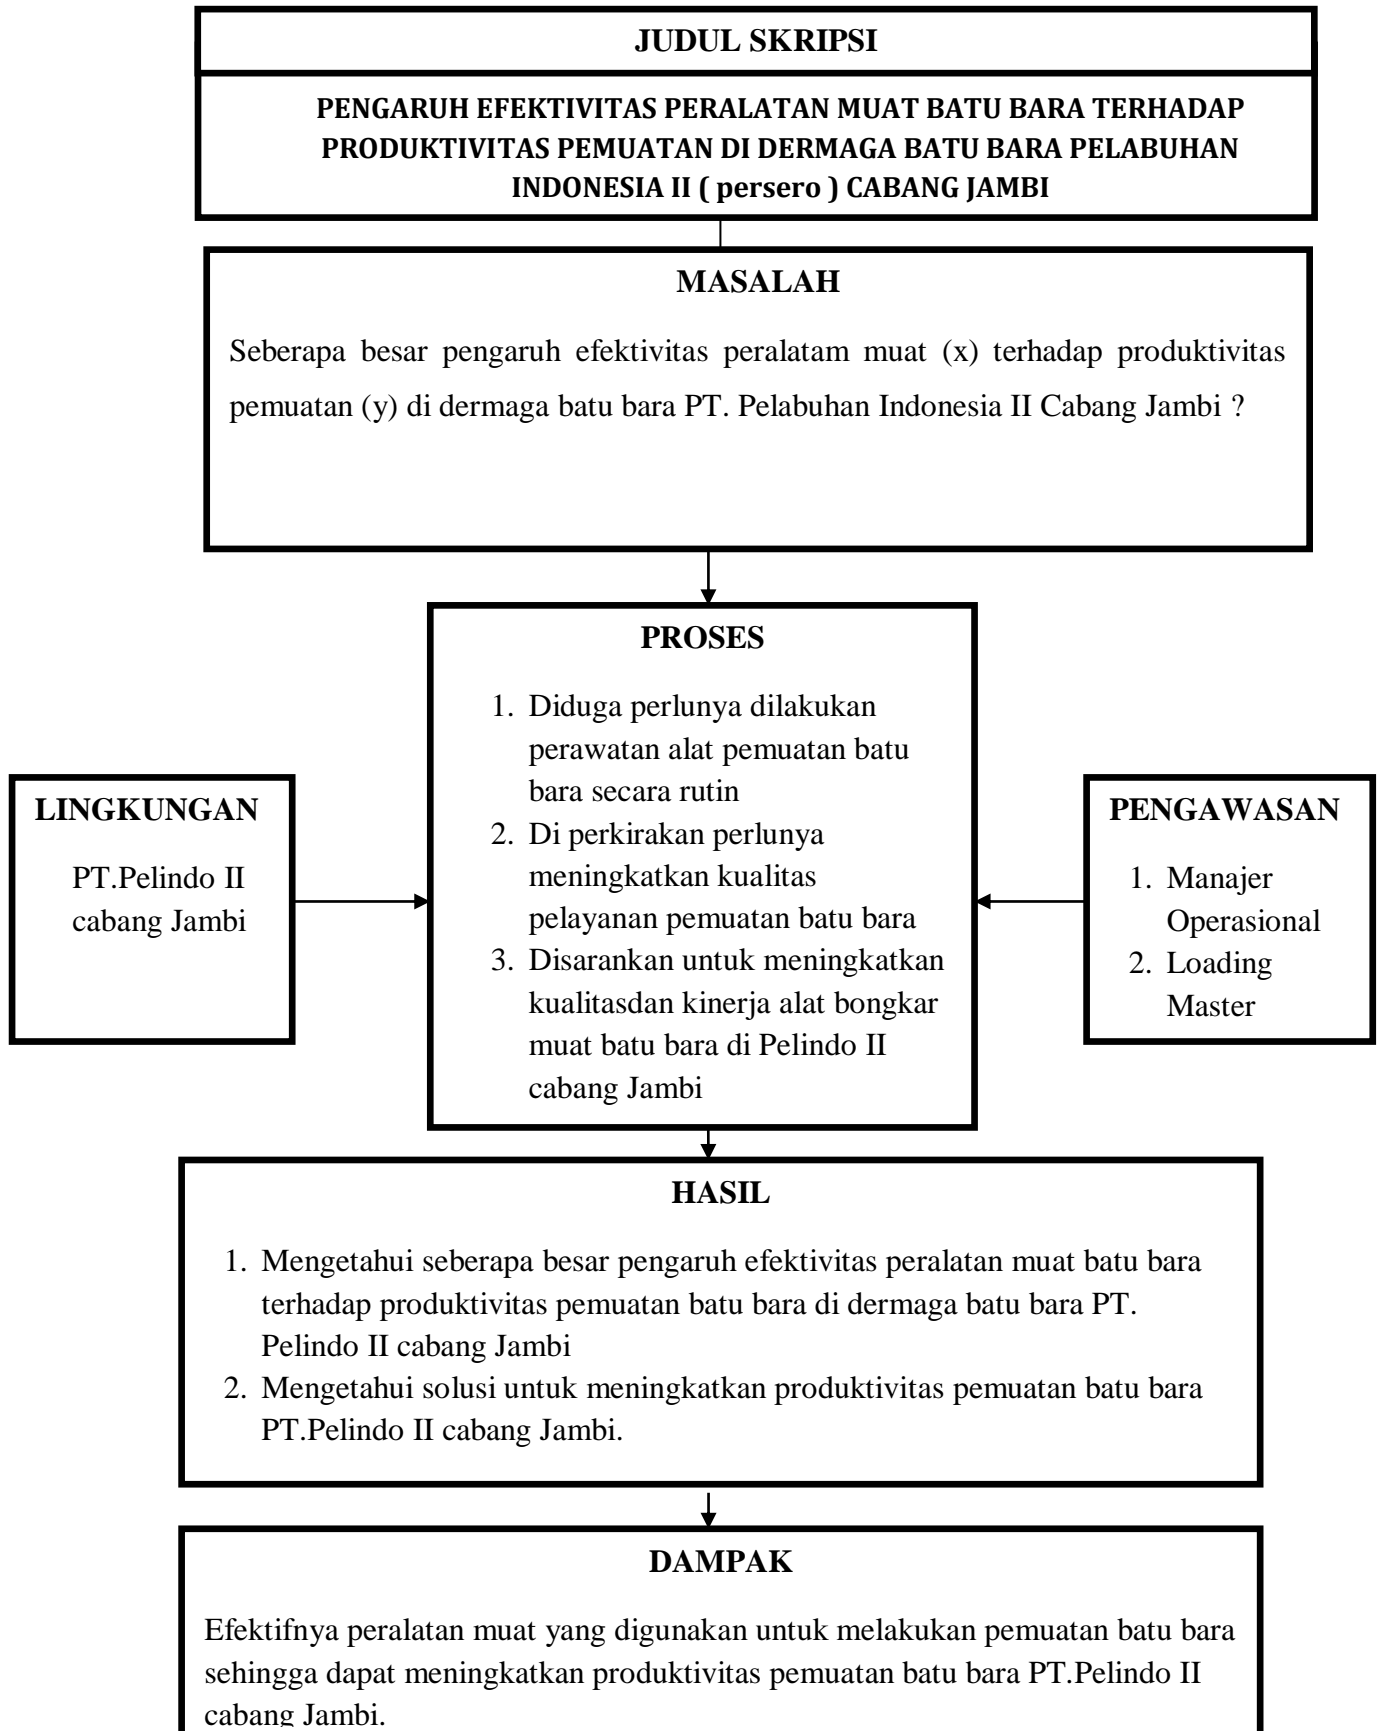 JUDUL SKRIPSI
PENGARUH EFEKTIVITAS PERALATAN MUAT BATU BARA TERHADAP
PRODUKTIVITAS PEMUATAN DI DERMAGA BATU BARA PELABUHAN
INDONESIA II ( persero ) CABANG JAMBI
MASALAH
Seberapa besar pengaruh efektivitas peralatam muat (x) terhadap produktivitas
pemuatan (y) di dermaga batu bara PT. Pelabuhan Indonesia II Cabang Jambi ?
PROSES
1. Diduga perlunya dilakukan
perawatan alat pemuatan batu
bara secara rutin
2. Di perkirakan perlunya
meningkatkan kualitas
pelayanan pemuatan batu bara
3. Disarankan untuk meningkatkan
kualitasdan kinerja alat bongkar
muat batu bara di Pelindo II
cabang Jambi
LINGKUNGAN
PT.Pelindo II
cabang Jambi
PENGAWASAN
1. Manajer
Operasional
2. Loading
Master
HASIL
1. Mengetahui seberapa besar pengaruh efektivitas peralatan muat batu bara
terhadap produktivitas pemuatan batu bara di dermaga batu bara PT.
Pelindo II cabang Jambi
2. Mengetahui solusi untuk meningkatkan produktivitas pemuatan batu bara
PT.Pelindo II cabang Jambi.
DAMPAK
Efektifnya peralatan muat yang digunakan untuk melakukan pemuatan batu bara
sehingga dapat meningkatkan produktivitas pemuatan batu bara PT.Pelindo II
cabang Jambi.